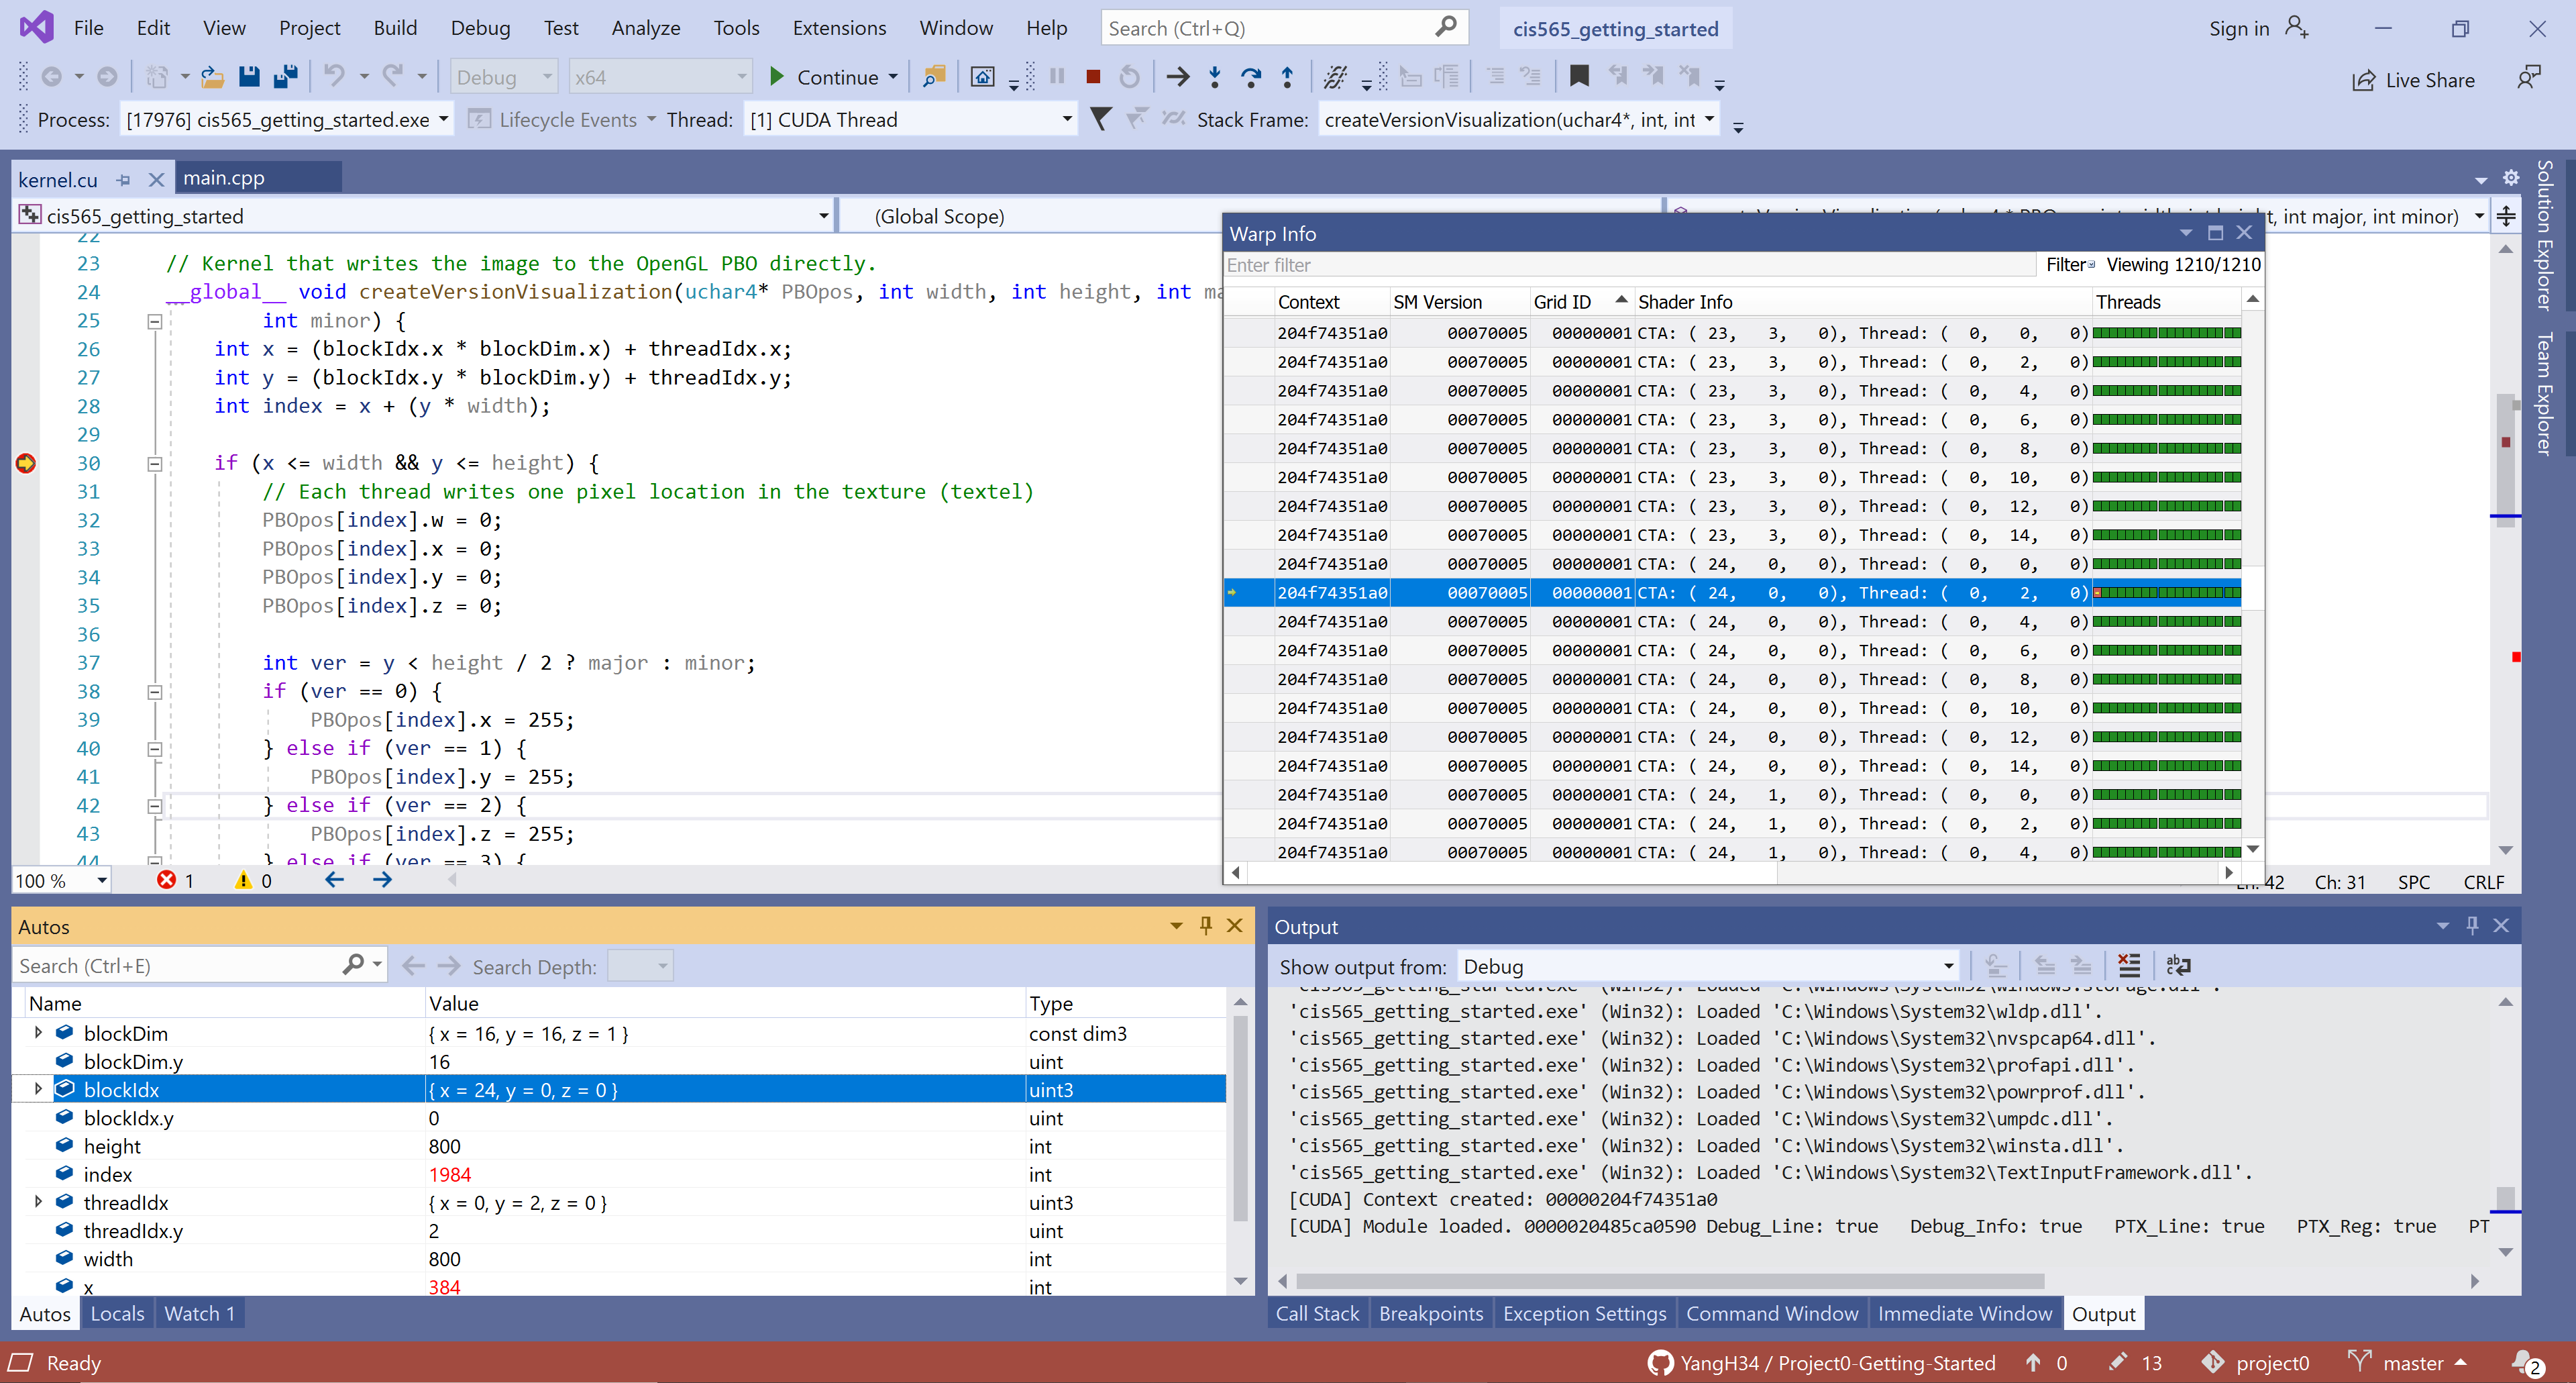 File Edit View Project Build Debug Test Analyze Tools Extensions Window Help Search (Ctrl+Q) cis565_getting_started Sign in
Debug x64 Continue Live Share
Process: [17976] cis565_getting_started.exe Lifecycle Events Thread: [1] CUDA Thread Stack Frame: createVersionVisualization(uchar4*, int, int
kernel.cu main.cpp
cis565_getting_started (Global Scope) t, int major, int minor)
22
23 // Kernel that writes the image to the OpenGL PBO directly.
24 __global__ void createVersionVisualization(uchar4* PBOpos, int width, int height, int ma
25 int minor) {
26 int x = (blockIdx.x * blockDim.x) + threadIdx.x;
27 int y = (blockIdx.y * blockDim.y) + threadIdx.y;
28 int index = x + (y * width);
29
30 if (x <= width && y <= height) {
31 // Each thread writes one pixel location in the texture (textel)
32 PBOpos[index].w = 0;
33 PBOpos[index].x = 0;
34 PBOpos[index].y = 0;
35 PBOpos[index].z = 0;
36
37 int ver = y < height / 2 ? major : minor;
38 if (ver == 0) {
39 PBOpos[index].x = 255;
40 } else if (ver == 1) {
41 PBOpos[index].y = 255;
42 } else if (ver == 2) {
43 PBOpos[index].z = 255;
44 } else if (ver == 3) {
100 % 1 0 Ln: 42 Ch: 31 SPC CRLF
Warp Info
Enter filter Filter Viewing 1210/1210
Context SM Version Grid ID Shader Info Threads
204f74351a0 00070005 00000001 CTA: ( 23, 3, 0), Thread: ( 0, 0, 0)
204f74351a0 00070005 00000001 CTA: ( 23, 3, 0), Thread: ( 0, 2, 0)
204f74351a0 00070005 00000001 CTA: ( 23, 3, 0), Thread: ( 0, 4, 0)
204f74351a0 00070005 00000001 CTA: ( 23, 3, 0), Thread: ( 0, 6, 0)
204f74351a0 00070005 00000001 CTA: ( 23, 3, 0), Thread: ( 0, 8, 0)
204f74351a0 00070005 00000001 CTA: ( 23, 3, 0), Thread: ( 0, 10, 0)
204f74351a0 00070005 00000001 CTA: ( 23, 3, 0), Thread: ( 0, 12, 0)
204f74351a0 00070005 00000001 CTA: ( 23, 3, 0), Thread: ( 0, 14, 0)
204f74351a0 00070005 00000001 CTA: ( 24, 0, 0), Thread: ( 0, 0, 0)
204f74351a0 00070005 00000001 CTA: ( 24, 0, 0), Thread: ( 0, 2, 0)
204f74351a0 00070005 00000001 CTA: ( 24, 0, 0), Thread: ( 0, 4, 0)
204f74351a0 00070005 00000001 CTA: ( 24, 0, 0), Thread: ( 0, 6, 0)
204f74351a0 00070005 00000001 CTA: ( 24, 0, 0), Thread: ( 0, 8, 0)
204f74351a0 00070005 00000001 CTA: ( 24, 0, 0), Thread: ( 0, 10, 0)
204f74351a0 00070005 00000001 CTA: ( 24, 0, 0), Thread: ( 0, 12, 0)
204f74351a0 00070005 00000001 CTA: ( 24, 0, 0), Thread: ( 0, 14, 0)
204f74351a0 00070005 00000001 CTA: ( 24, 1, 0), Thread: ( 0, 0, 0)
204f74351a0 00070005 00000001 CTA: ( 24, 1, 0), Thread: ( 0, 2, 0)
204f74351a0 00070005 00000001 CTA: ( 24, 1, 0), Thread: ( 0, 4, 0)
Solution Explorer
Team Explorer
Autos
Search (Ctrl+E) Search Depth:
Name Value Type
blockDim { x = 16, y = 16, z = 1 } const dim3
blockDim.y 16 uint
blockIdx { x = 24, y = 0, z = 0 } uint3
blockIdx.y 0 uint
height 800 int
index 1984 int
threadIdx { x = 0, y = 2, z = 0 } uint3
threadIdx.y 2 uint
width 800 int
x 384 int
Autos Locals Watch 1
Output
Show output from: Debug
'cis565_getting_started.exe' (Win32): Loaded 'C:\Windows\System32\windows.storage.dll'.
'cis565_getting_started.exe' (Win32): Loaded 'C:\Windows\System32\wldp.dll'.
'cis565_getting_started.exe' (Win32): Loaded 'C:\Windows\System32\nvspcap64.dll'.
'cis565_getting_started.exe' (Win32): Loaded 'C:\Windows\System32\profapi.dll'.
'cis565_getting_started.exe' (Win32): Loaded 'C:\Windows\System32\powrprof.dll'.
'cis565_getting_started.exe' (Win32): Loaded 'C:\Windows\System32\umpdc.dll'.
'cis565_getting_started.exe' (Win32): Loaded 'C:\Windows\System32\winsta.dll'.
'cis565_getting_started.exe' (Win32): Loaded 'C:\Windows\System32\TextInputFramework.dll'.
[CUDA] Context created: 00000204f74351a0
[CUDA] Module loaded. 0000020485ca0590 Debug_Line: true Debug_Info: true PTX_Line: true PTX_Reg: true PT
Call Stack Breakpoints Exception Settings Command Window Immediate Window Output
Ready YangH34 / Project0-Getting-Started 0 13 project0 master 2